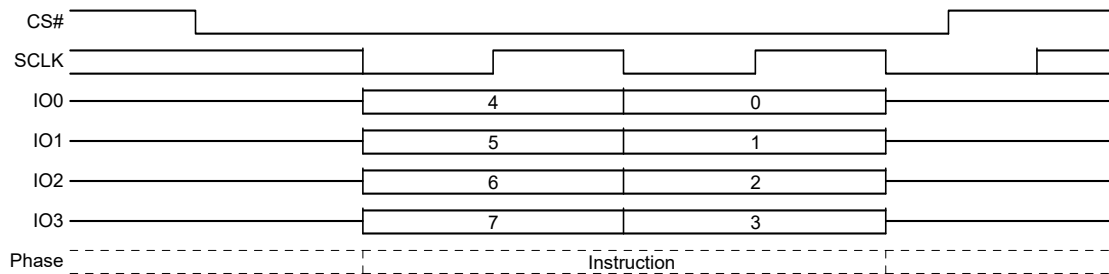 CS#
SCLK
IO0 4 0
IO1 5 1
IO2 6 2
IO3 7 3
Phase Instruction